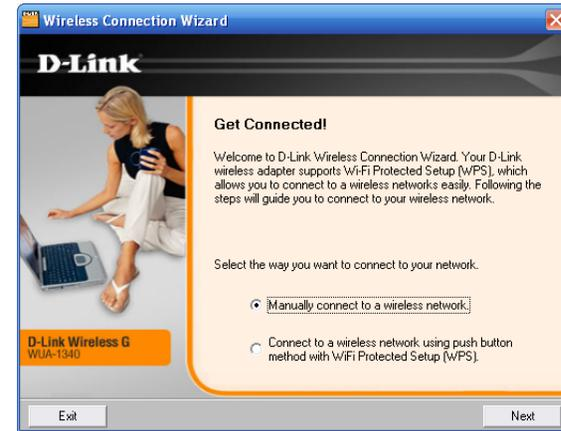 Wireless Connection Wizard
D-Link
Get Connected!
Welcome to D-Link Wireless Connection Wizard. Your D-Link
wireless adapter supports Wi-Fi Protected Setup (WPS), which
allows you to connect to a wireless networks easily. Following the
steps will guide you to connect to your wireless network.
Select the way you want to connect to your network.
Manually connect to a wireless network.
Connect to a wireless network using push button
method with WiFi Protected Setup (WPS).
D-Link Wireless G
WUA-1340
Exit
Next